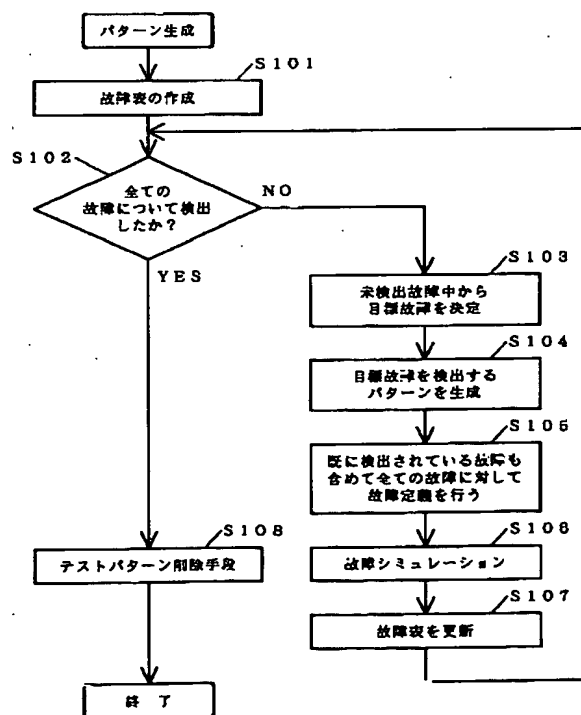 パターン生成
S101
故障表の作成
S102
全ての
故障について検出
したか?
NO
YES
S103
未検出故障中から
目標故障を決定
S104
目標故障を検出する
パターンを生成
S105
既に検出されている故障も
含めて全ての故障に対して
故障定義を行う
S106
故障シミュレーション
S107
故障表を更新
S108
テストパターン削除手段
終了